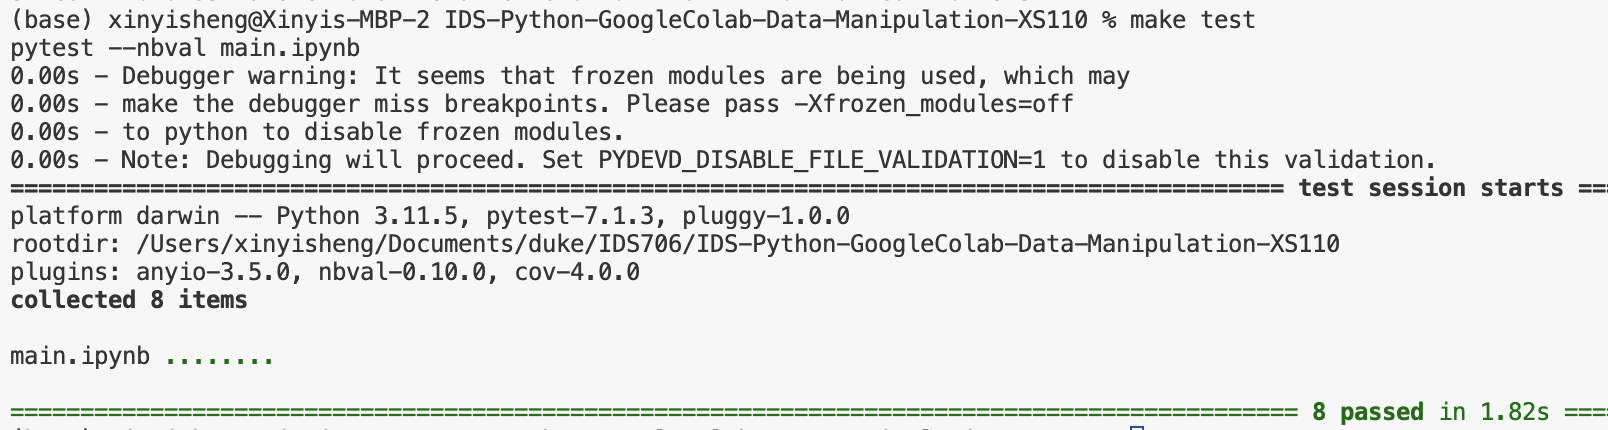 (base) xinyisheng@Xinyis-MBP-2 IDS-Python-GoogleColab-Data-Manipulation-XS110 % make test
pytest --nbval main.ipynb
0.00s - Debugger warning: It seems that frozen modules are being used, which may
0.00s - make the debugger miss breakpoints. Please pass -Xfrozen_modules=off
0.00s - to python to disable frozen modules.
0.00s - Note: Debugging will proceed. Set PYDEVD_DISABLE_FILE_VALIDATION=1 to disable this validation.
=========================================================================================== test session starts ===
platform darwin -- Python 3.11.5, pytest-7.1.3, pluggy-1.0.0
rootdir: /Users/xinyisheng/Documents/duke/IDS706/IDS-Python-GoogleColab-Data-Manipulation-XS110
plugins: anyio-3.5.0, nbval-0.10.0, cov-4.0.0
collected 8 items
main.ipynb ........
============================================================================================ 8 passed in 1.82s ====